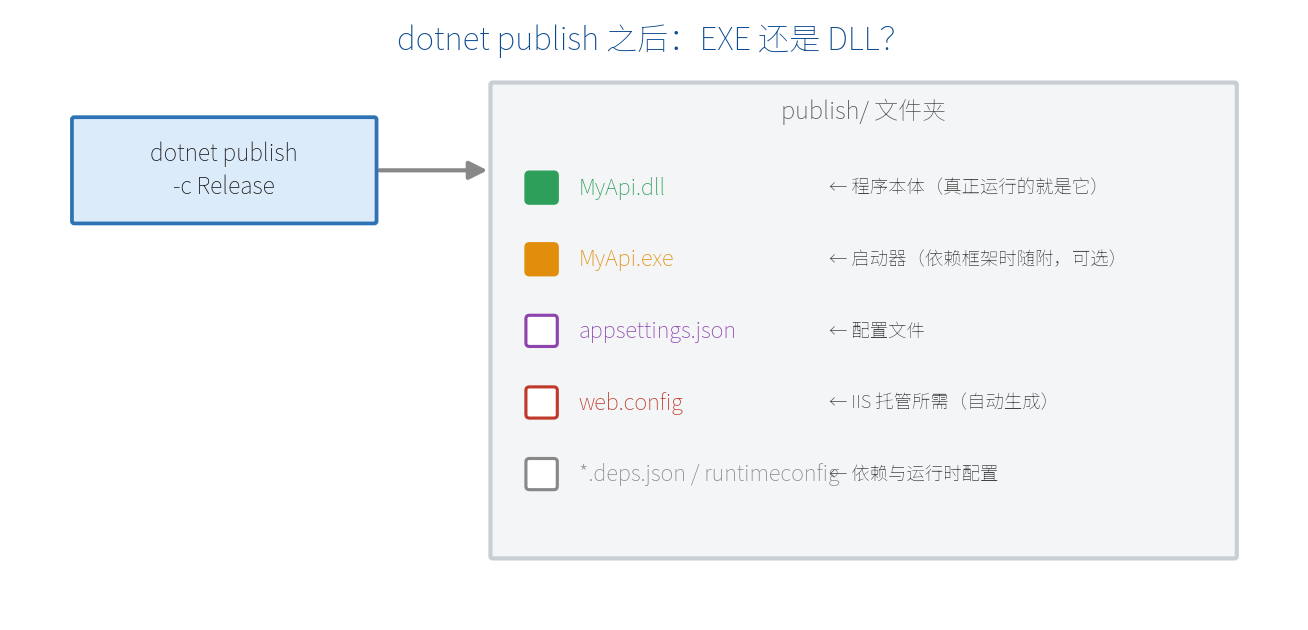 dotnet publish 之后：EXE 还是 DLL？
dotnet publish
-c Release
publish/ 文件夹
MyApi.dll ← 程序本体（真正运行的就是它）
MyApi.exe ← 启动器（依赖框架时随附，可选）
appsettings.json ← 配置文件
web.config ← IIS 托管所需（自动生成）
*.deps.json / runtimeconfig ← 依赖与运行时配置